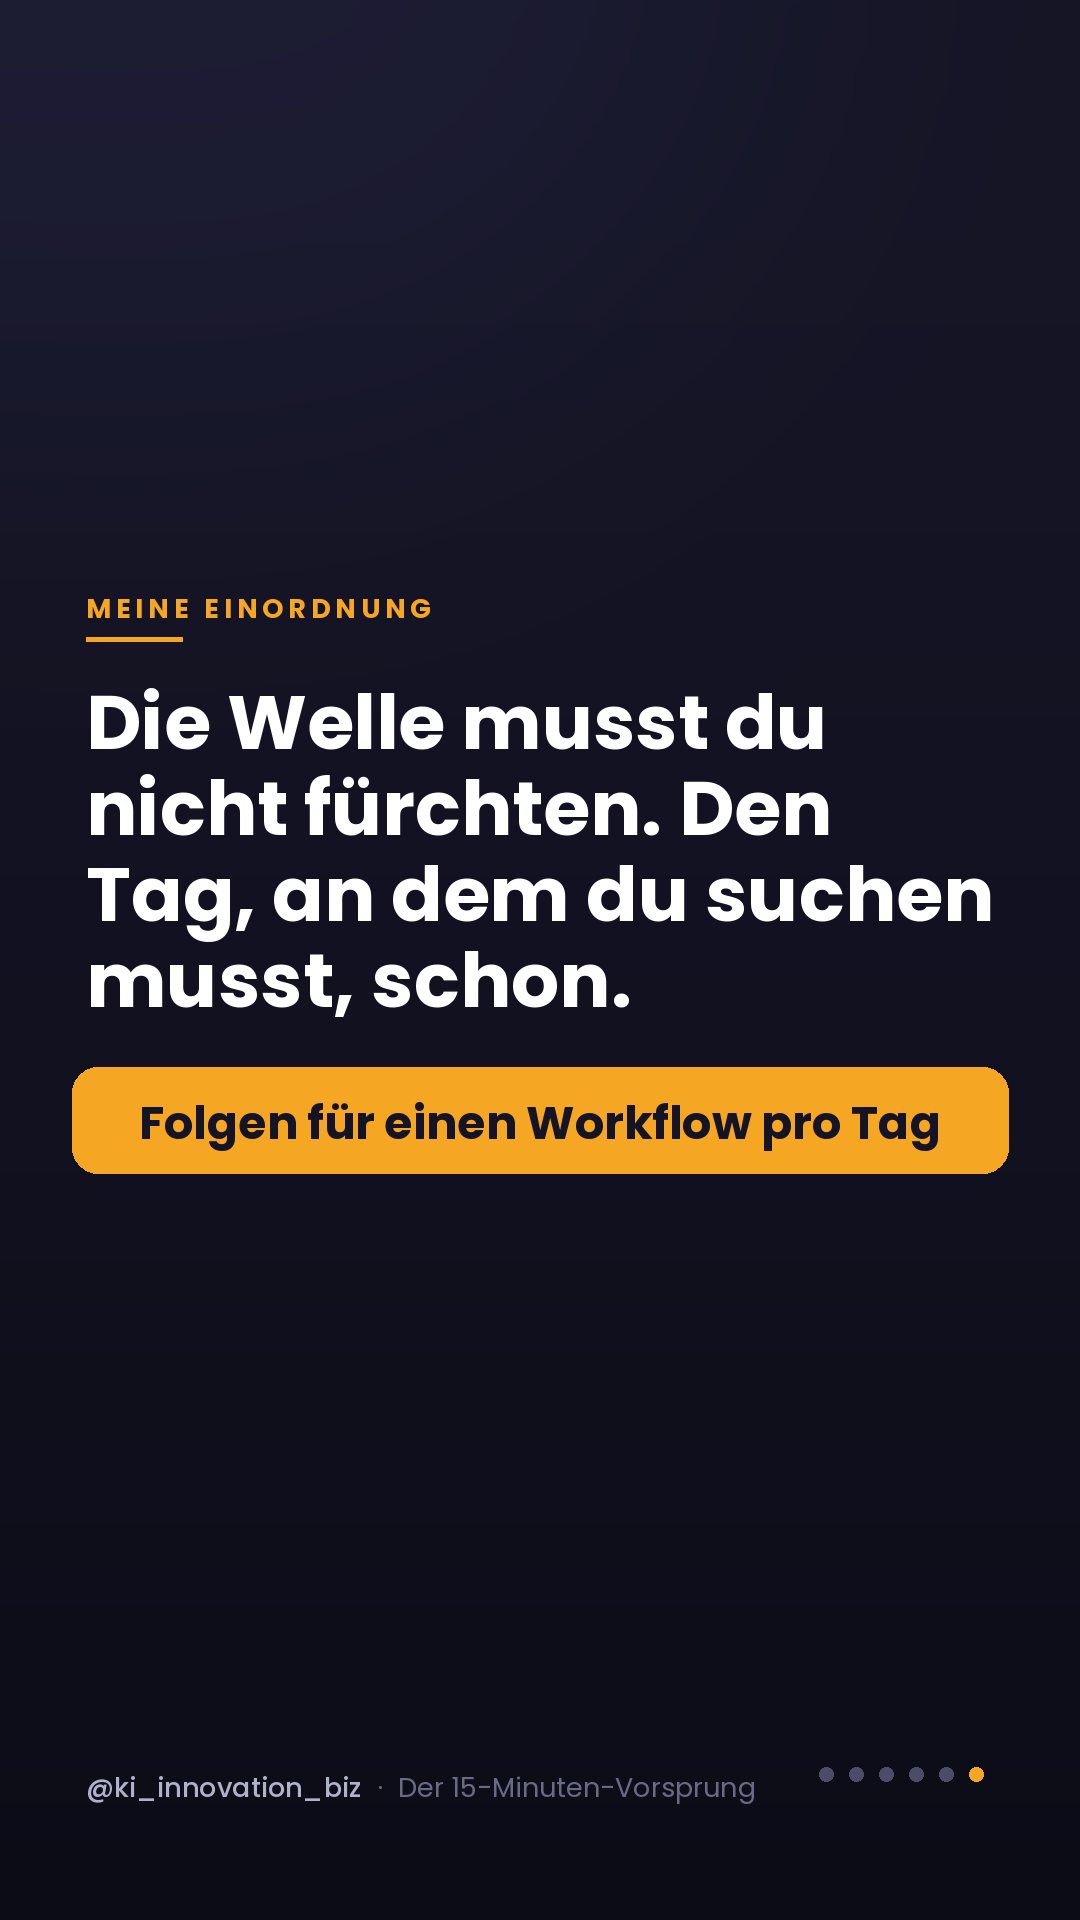 MEINE EINORDNUNG
Die Welle musst du
nicht fürchten. Den
Tag, an dem du suchen
musst, schon.
Folgen für einen Workflow pro Tag
@ki_innovation_biz · Der 15-Minuten-Vorsprung